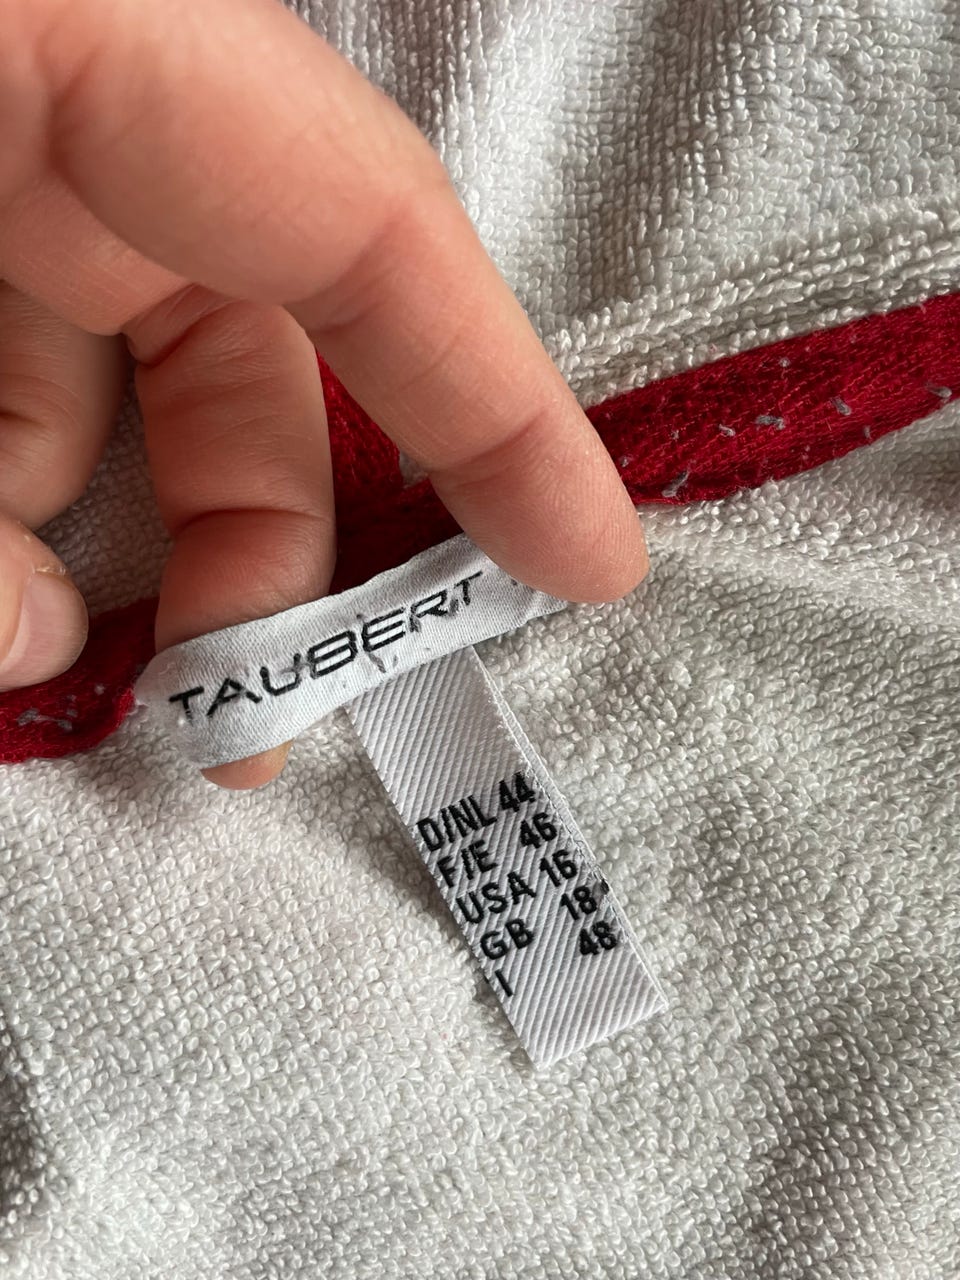 TAUBERT
D/NL 44
F/E 46
USA 16
GB 18
I 48